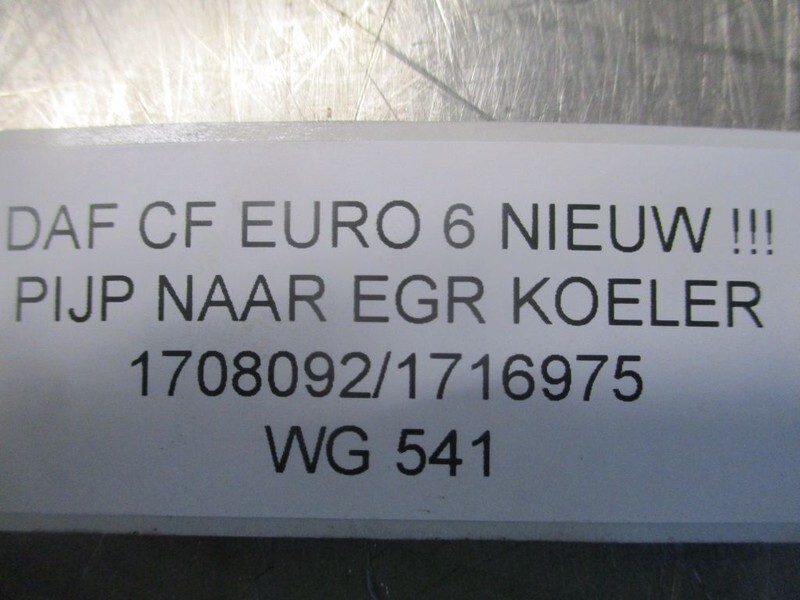 DAF CF EURO 6 NIEUW !!!
PIJP NAAR EGR KOELER
1708092/1716975
WG 541